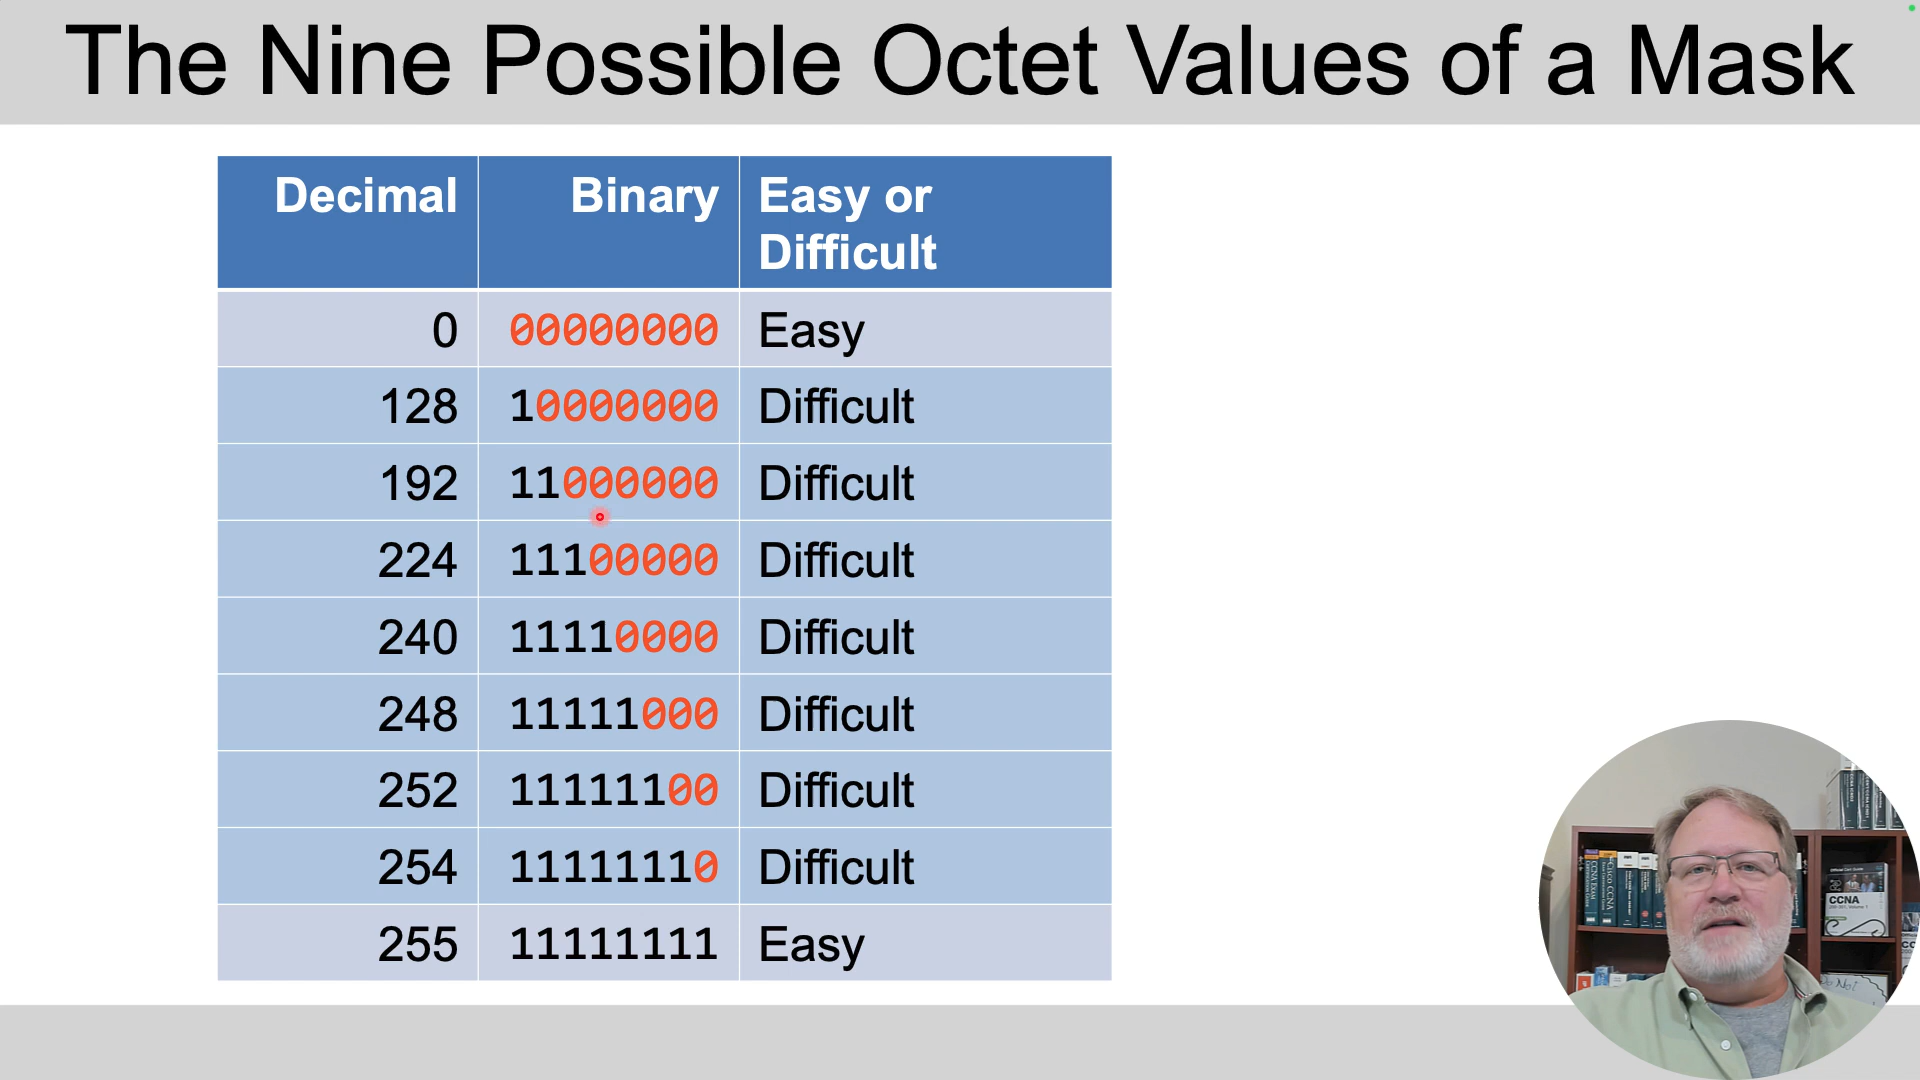 The Nine Possible Octet Values of a Mask
Decimal Binary Easy or
Difficult
0 00000000 Easy
128 10000000 Difficult
192 11000000 Difficult
224 11100000 Difficult
240 11110000 Difficult
248 11111000 Difficult
252 11111100 Difficult
254 11111110 Difficult
255 11111111 Easy
CCNA